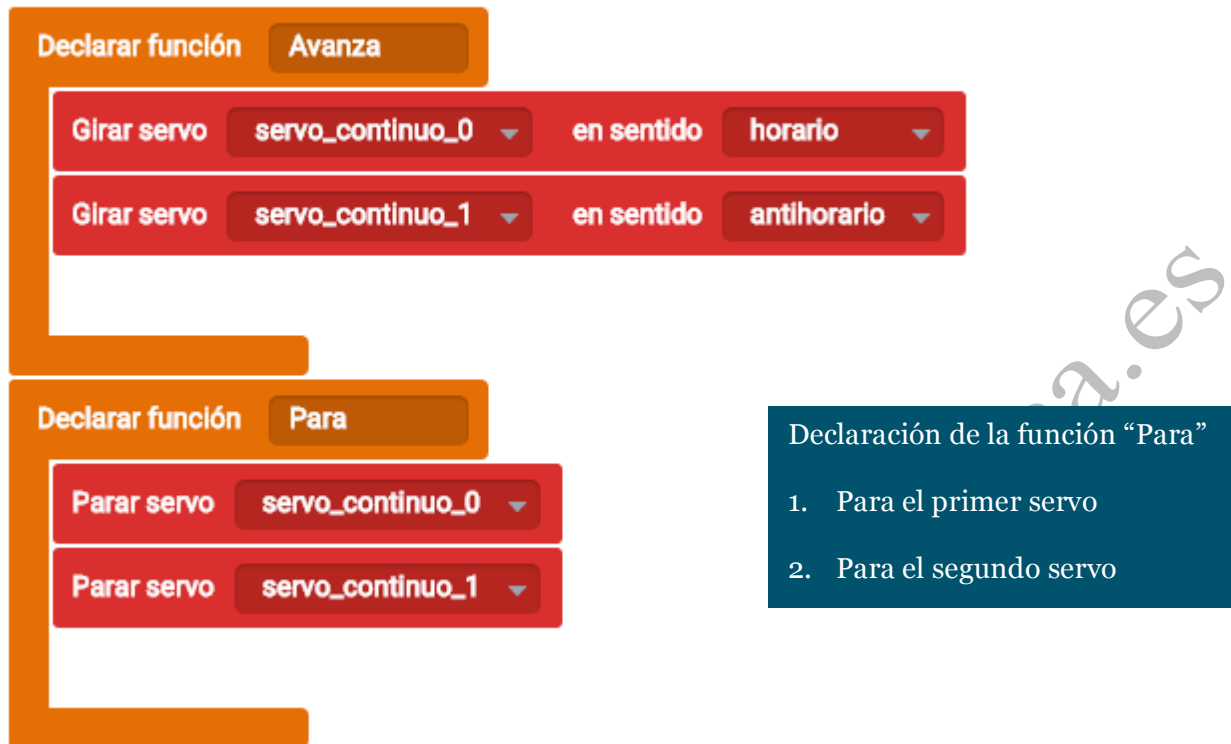 Declarar función Avanza
Girar servo servo_continuo_0 en sentido horario
Girar servo servo_continuo_1 en sentido antihorario
Declarar función Para
Parar servo servo_continuo_0
Parar servo servo_continuo_1
Declaración de la función “Para”
1. Para el primer servo
2. Para el segundo servo
a.es